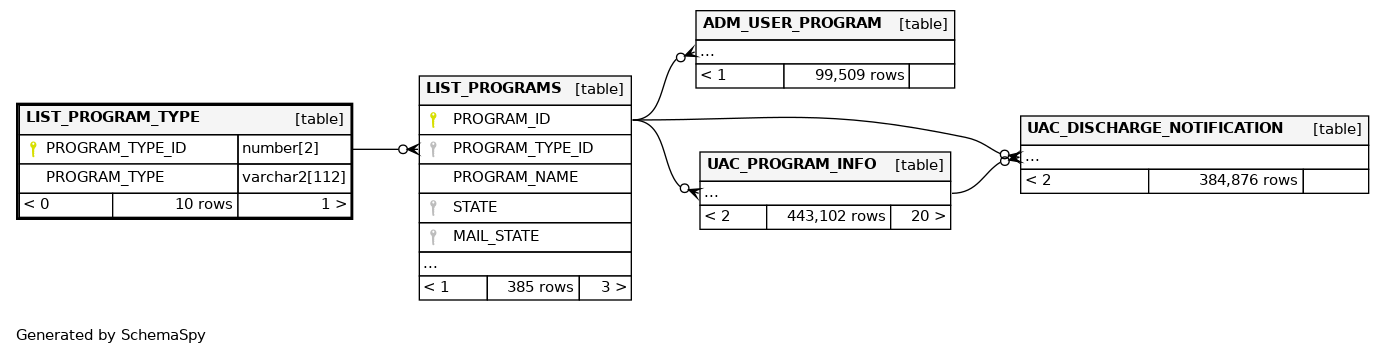 LIST_PROGRAM_TYPE [table]
PROGRAM_TYPE_ID number[2]
PROGRAM_TYPE varchar2[112]
< 0 10 rows 1 >
LIST_PROGRAMS [table]
PROGRAM_ID
PROGRAM_TYPE_ID
PROGRAM_NAME
STATE
MAIL_STATE
...
< 1 385 rows 3 >
ADM_USER_PROGRAM [table]
...
< 1 99,509 rows
UAC_PROGRAM_INFO [table]
...
< 2 443,102 rows 20 >
UAC_DISCHARGE_NOTIFICATION [table]
...
< 2 384,876 rows
Generated by SchemaSpy